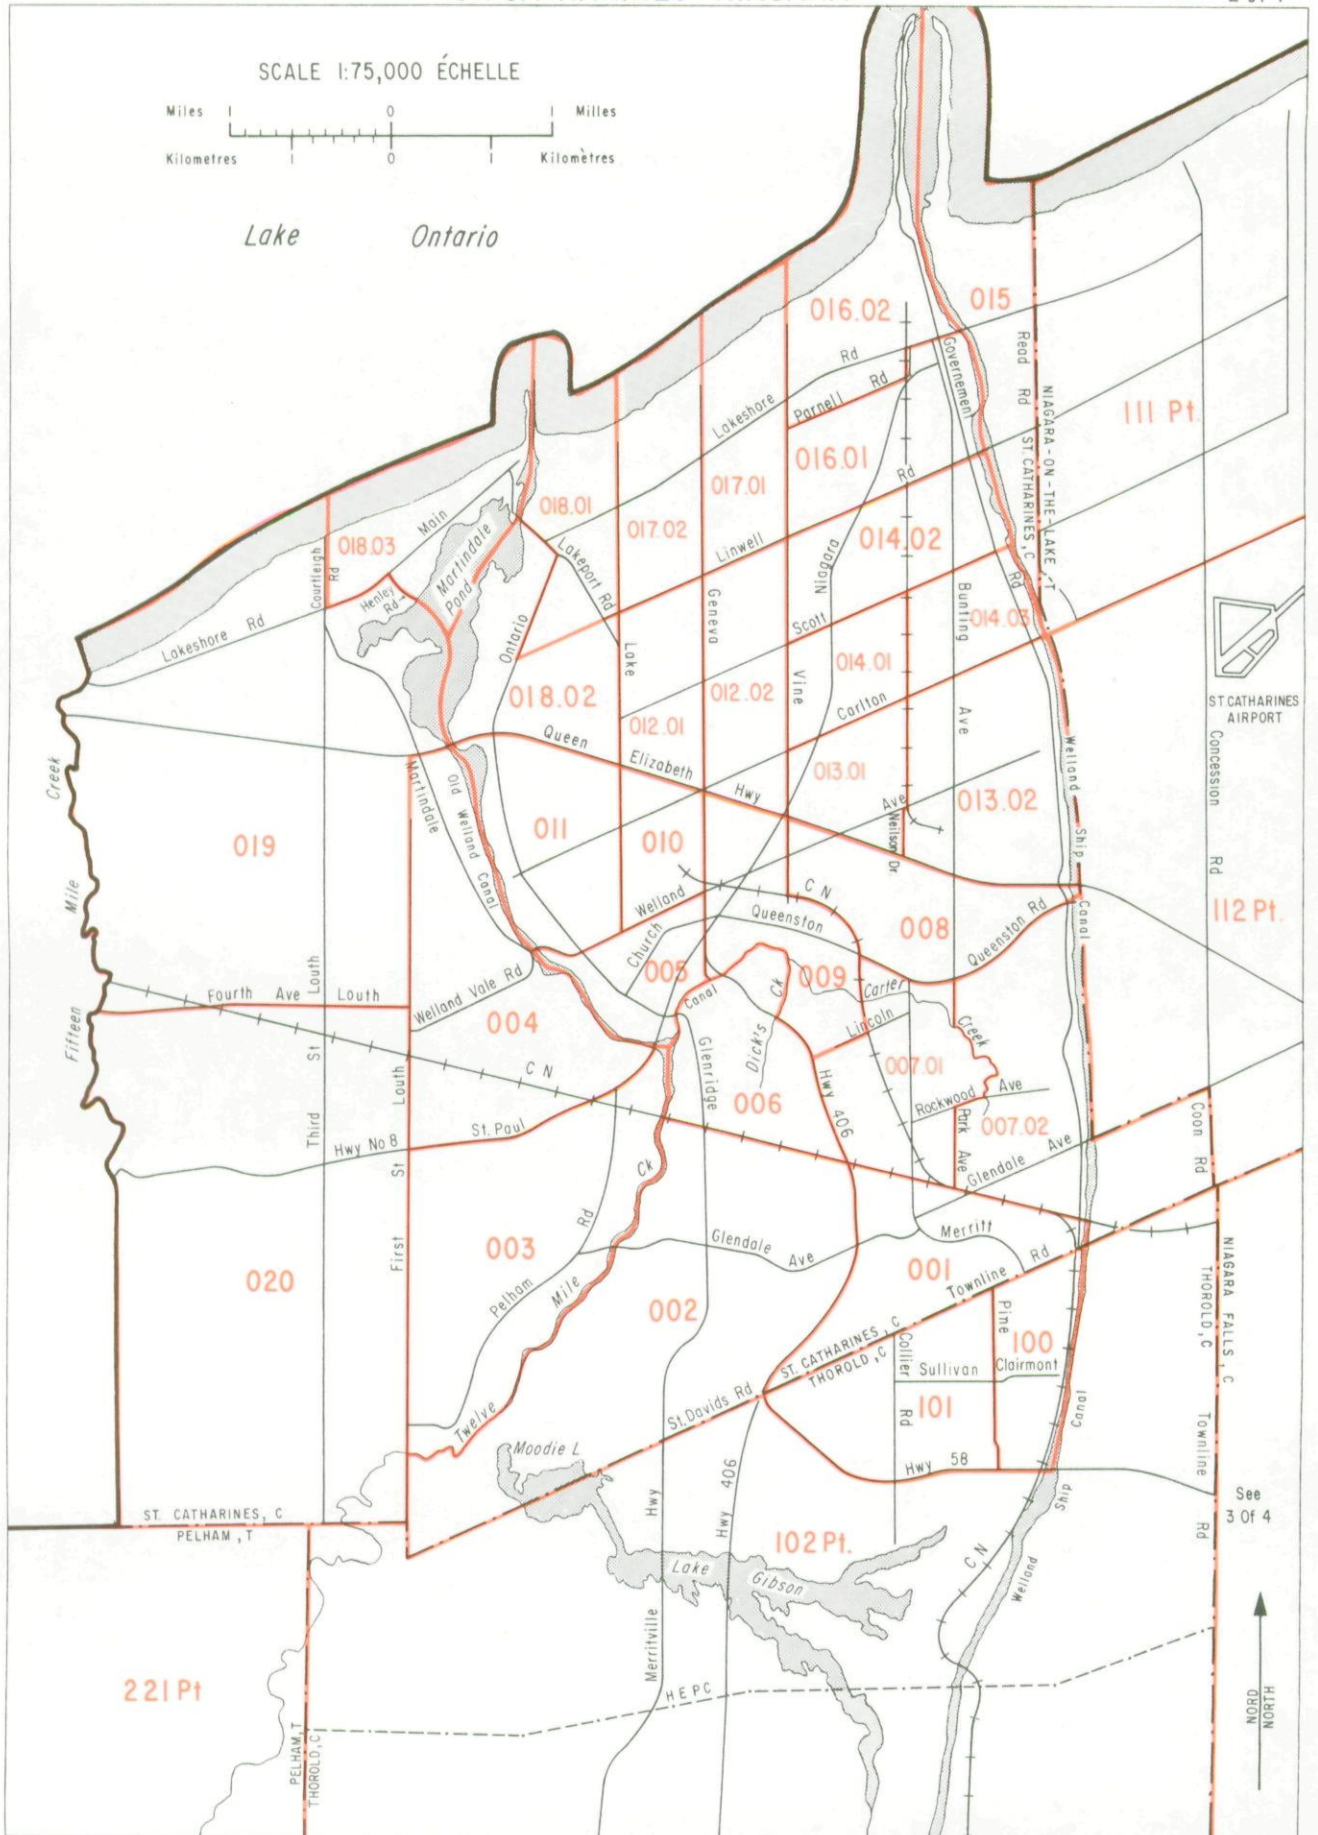 SCALE 1:75,000 ÉCHELLE
Miles 1 0 1 Milles
Kilometres 1 0 1 Kilomètres
Lake Ontario
016.02
015
Rd
Lakeshore
Parnell Rd
Governement
Read Rd
NIAGARA-ON-THE-LAKE, T
ST. CATHARINES, C
111 Pt.
016.01
017.01
018.01
017.02
018.03
Main
Martindale
Pond
Courtleigh
Rd
Henley
Rd
Lakeport Rd
Linwell
Rd
014.02
Niagara
Geneva
Lakeshore Rd
Ontario
Lake
Scott
Bunting
Ave
014.03
Rd
014.01
018.02
012.02
Vine
012.01
Carlton
ST CATHARINES
AIRPORT
Queen
Elizabeth
Hwy
013.01
013.02
Ave
Neilson Dr.
Welland
Ship
Canal
Concession
Rd
Creek
Mile
Fifteen
Martindale
Old Welland Canal
019
011
010
Welland
C N
Queenston
008
Queenston Rd
112 Pt.
Church
005
009
Canal
Dick's Ck
Carter
Lincoln
Creek
Welland Vale Rd
Fourth Ave Louth
004
Third St Louth
First St Louth
C N
Glenridge
006
Hwy 406
007.01
Rockwood Ave
Park Ave
007.02
Glendale Ave
Coon Rd
Hwy No 8
St. Paul
Ck
003
Pelham Rd
Mile
Twelve
Glendale Ave
Merritt
001
Townline Rd
020
002
NIAGARA FALLS, C
THOROLD, C
Townline Rd
Pine
100
ST. CATHARINES, C
THOROLD, C
Collier Rd
Sullivan
Clairmont
101
St. Davids Rd
Moodie L
Hwy 58
Canal
Ship
Welland
See
3 Of 4
ST. CATHARINES, C
PELHAM, T
Hwy
Hwy 406
102 Pt.
C N
Lake Gibson
Merritville
221 Pt
HEPC
PELHAM, T
THOROLD, C
NORD
NORTH